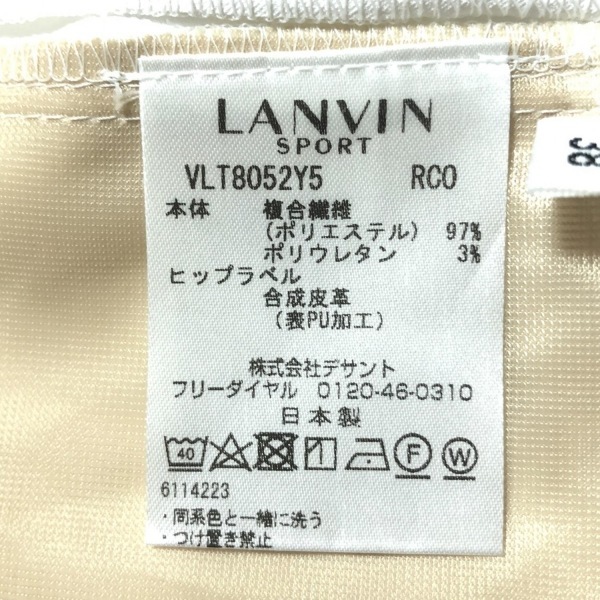 LANVIN
SPORT
VLT8052Y5 RCO
本体 複合繊維
(ポリエステル) 97%
ポリウレタン 3%
ヒップラベル
合成皮革
(表PU加工)
株式会社デサント
フリーダイヤル 0120-46-0310
日本製
40 F W
6114223
・同系色と一緒に洗う
・つけ置き禁止
38